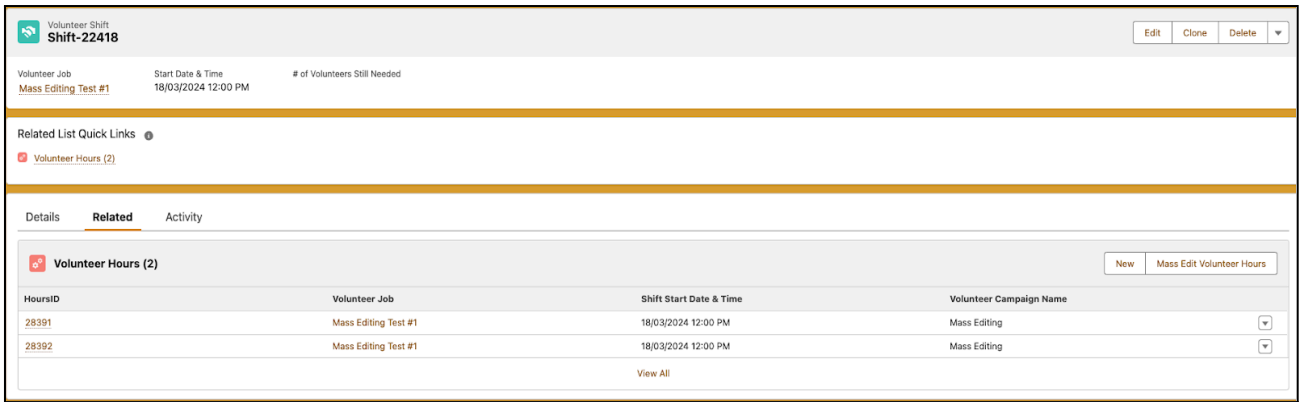 Volunteer Shift
Shift-22418
Edit Clone Delete
Volunteer Job Start Date & Time # of Volunteers Still Needed
Mass Editing Test #1 18/03/2024 12:00 PM
Related List Quick Links
Volunteer Hours (2)
Details Related Activity
Volunteer Hours (2) New Mass Edit Volunteer Hours
HoursID Volunteer Job Shift Start Date & Time Volunteer Campaign Name
28391 Mass Editing Test #1 18/03/2024 12:00 PM Mass Editing
28392 Mass Editing Test #1 18/03/2024 12:00 PM Mass Editing
View All